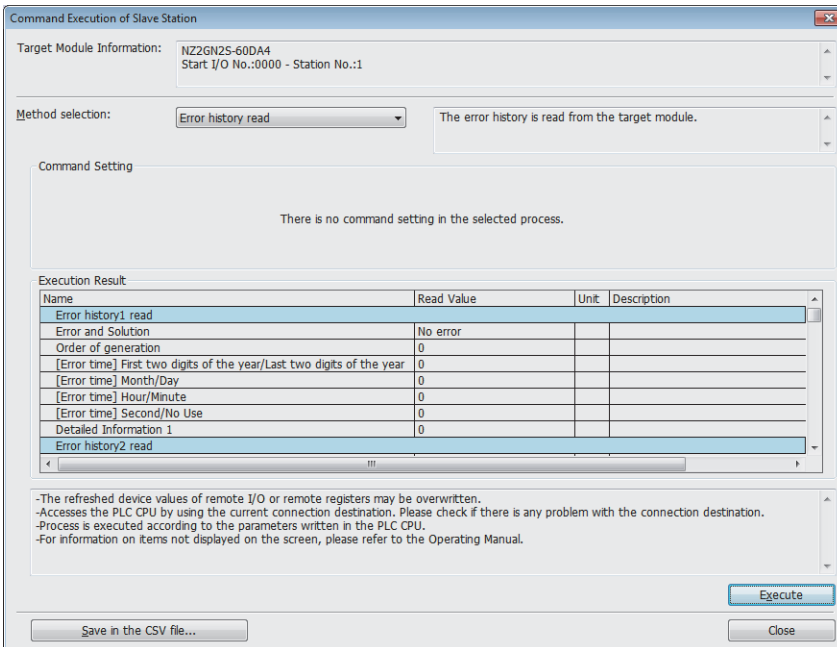 Command Execution of Slave Station
Target Module Information:
NZ2GN2S-60DA4
Start I/O No.:0000 - Station No.:1
Method selection:
Error history read
The error history is read from the target module.
Command Setting
There is no command setting in the selected process.
Execution Result
Name Read Value Unit Description
Error history1 read
Error and Solution No error
Order of generation 0
[Error time] First two digits of the year/Last two digits of the year 0
[Error time] Month/Day 0
[Error time] Hour/Minute 0
[Error time] Second/No Use 0
Detailed Information 1 0
Error history2 read
-The refreshed device values of remote I/O or remote registers may be overwritten.
-Accesses the PLC CPU by using the current connection destination. Please check if there is any problem with the connection destination.
-Process is executed according to the parameters written in the PLC CPU.
-For information on items not displayed on the screen, please refer to the Operating Manual.
Execute
Save in the CSV file...
Close